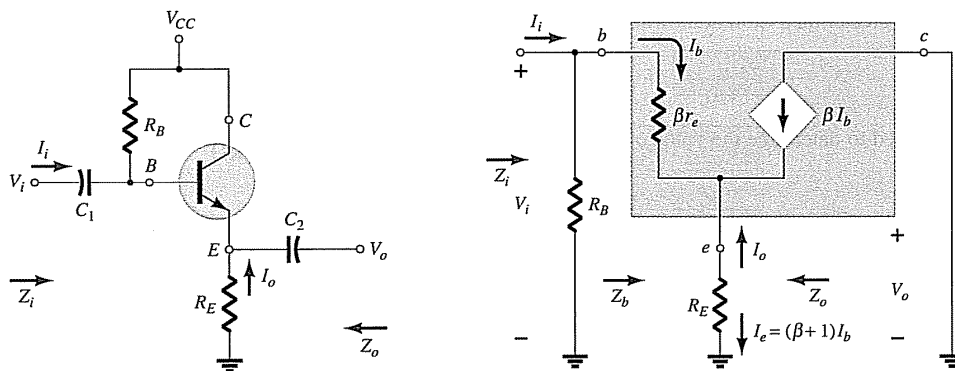 V_CC
R_B
C
I_i
B
V_i
C_1
C_2
E
V_o
I_o
Z_i
R_E
Z_o
I_i
b
I_b
c
+
βr_e
βI_b
Z_i
V_i
R_B
e
I_o
+
Z_b
Z_o
R_E
V_o
I_e = (β + 1)I_b
−
−